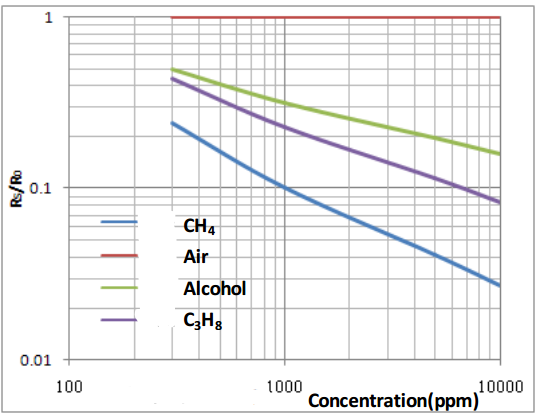 1
0.1
0.01
Rs/R₀
CH₄
Air
Alcohol
C₃H₈
100
1000
10000
Concentration(ppm)